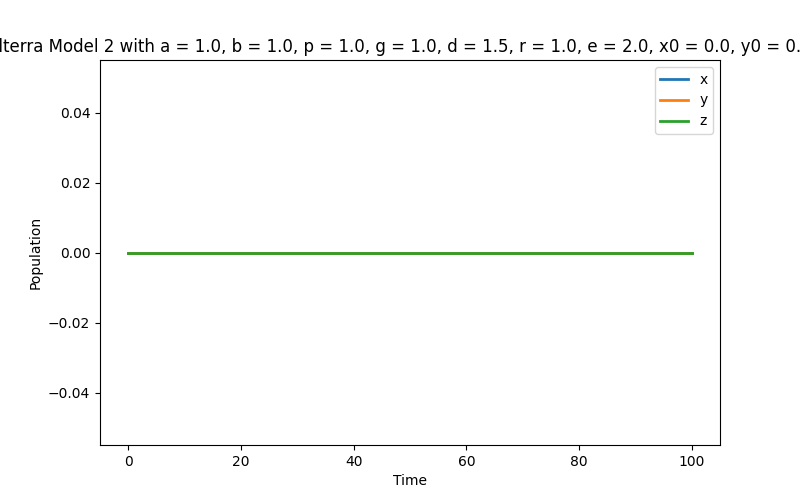 lterra Model 2 with a = 1.0, b = 1.0, p = 1.0, g = 1.0, d = 1.5, r = 1.0, e = 2.0, x0 = 0.0, y0 = 0.
x
y
z
0.04
0.02
0.00
−0.02
−0.04
Population
0
20
40
60
80
100
Time